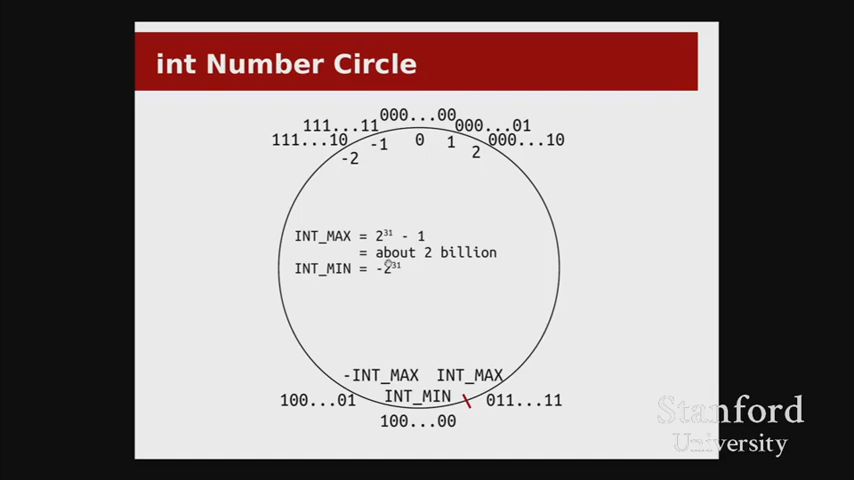 int Number Circle
000...00
111...11 000...01
111...10 000...10
-2 -1 0 1 2
INT_MAX = 2³¹ - 1
= about 2 billion
INT_MIN = -2³¹
-INT_MAX INT_MAX
100...01 INT_MIN 011...11
100...00
Stanford
University